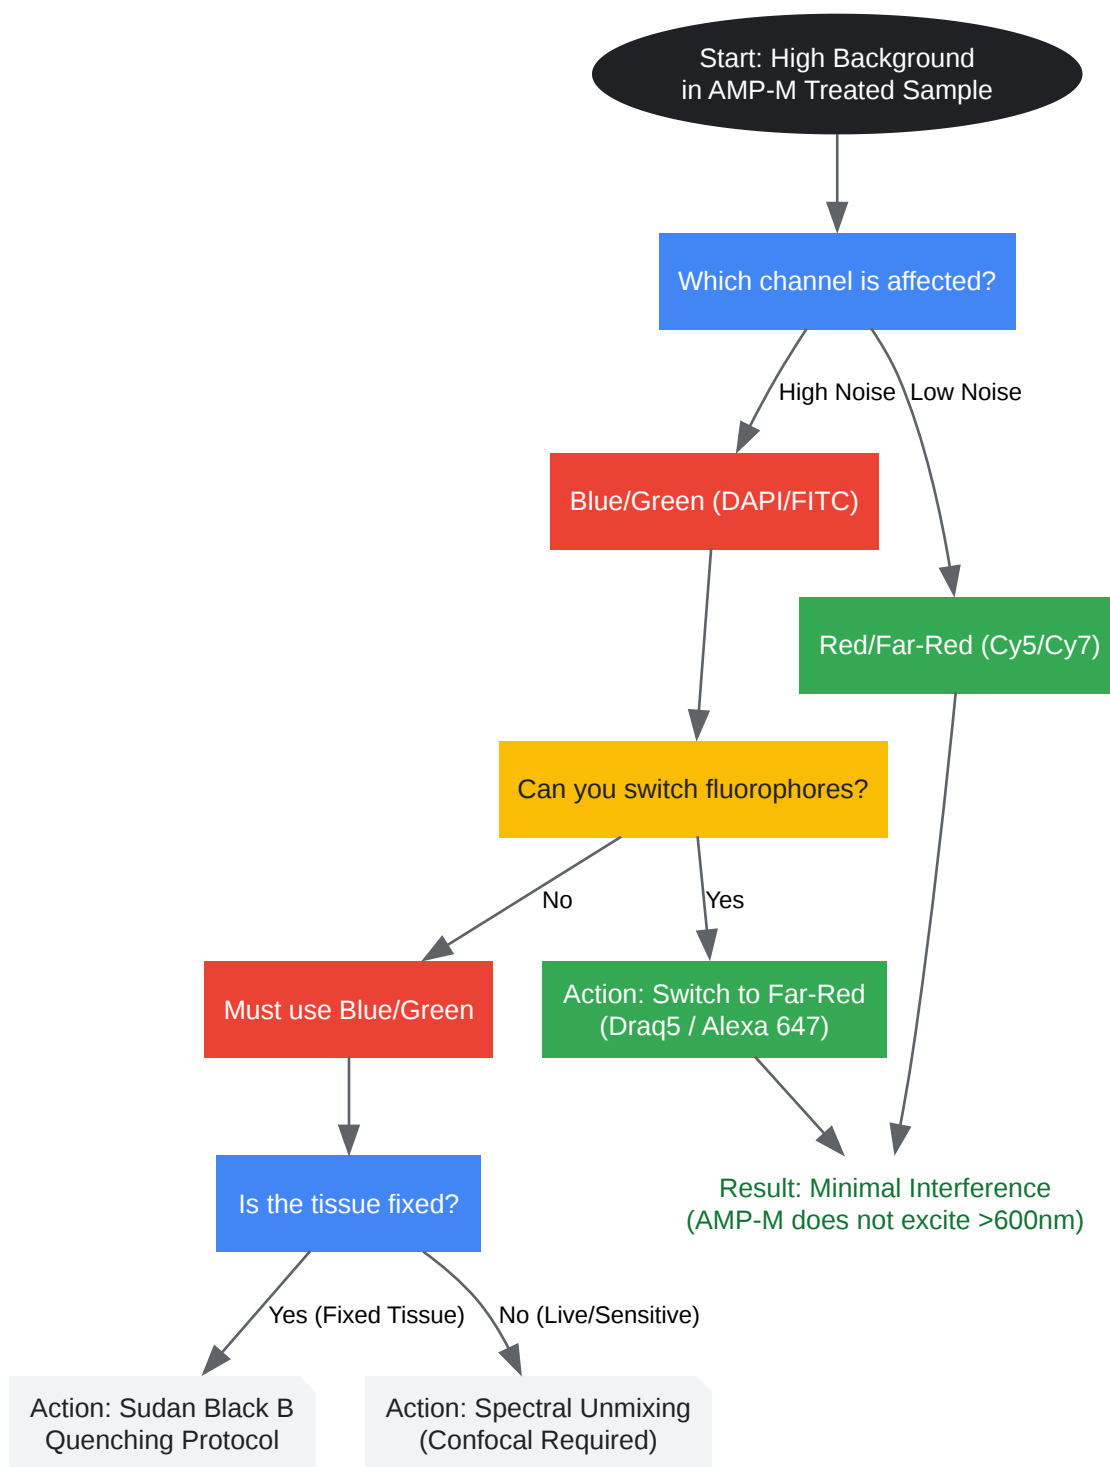 Start: High Background
in AMP-M Treated Sample
Which channel is affected?
High Noise
Low Noise
Blue/Green (DAPI/FITC)
Red/Far-Red (Cy5/Cy7)
Can you switch fluorophores?
No
Yes
Must use Blue/Green
Action: Switch to Far-Red
(Draq5 / Alexa 647)
Is the tissue fixed?
Result: Minimal Interference
(AMP-M does not excite >600nm)
Yes (Fixed Tissue)
No (Live/Sensitive)
Action: Sudan Black B
Quenching Protocol
Action: Spectral Unmixing
(Confocal Required)